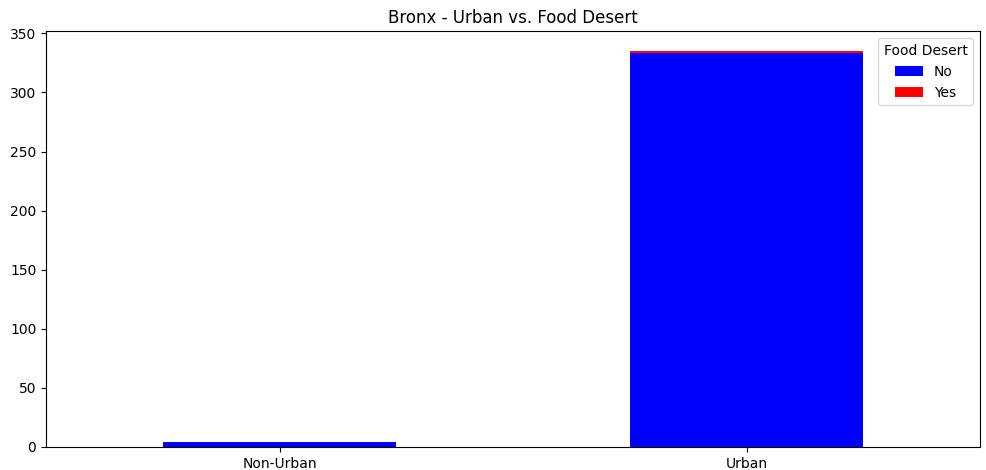 Bronx - Urban vs. Food Desert
350
300
250
200
150
100
50
0
Food Desert
No
Yes
Non-Urban
Urban